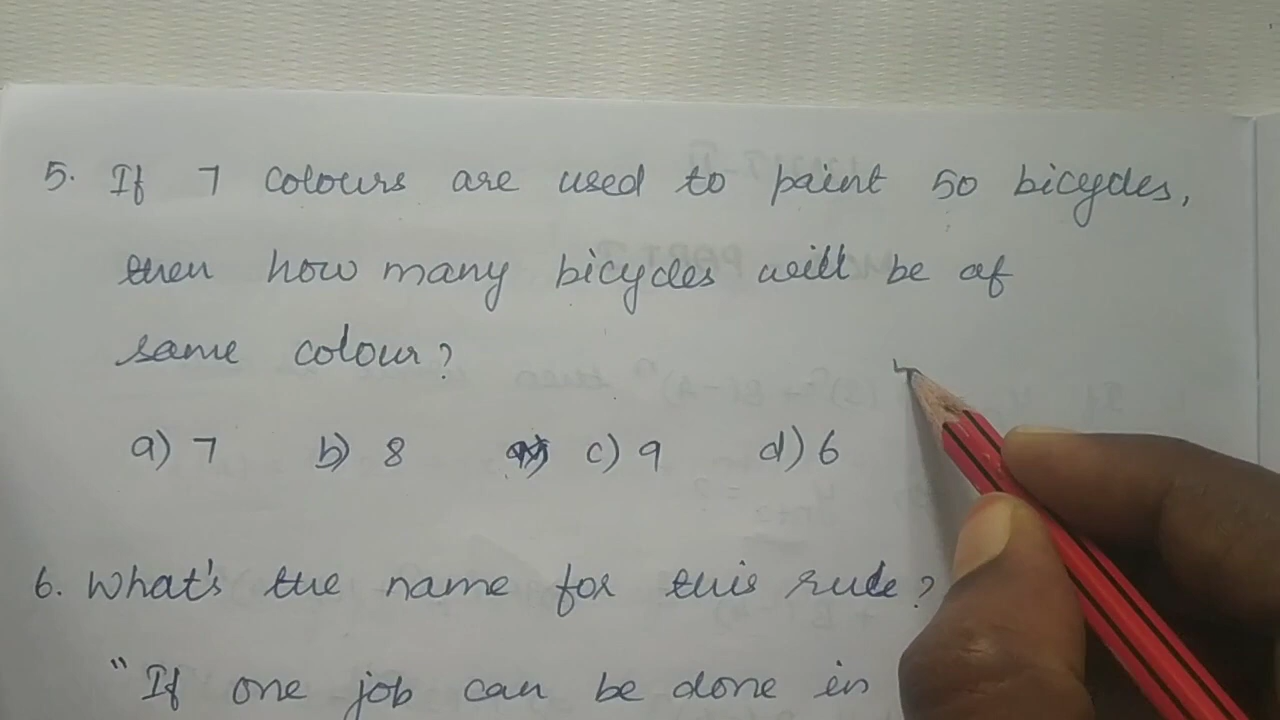 5. If 7 colours are used to paint 50 bicycles,
then how many bicycles will be of
same colour?
a) 7 b) 8 c) 9 d) 6
6. What's the name for this rule?
"If one job can be done in